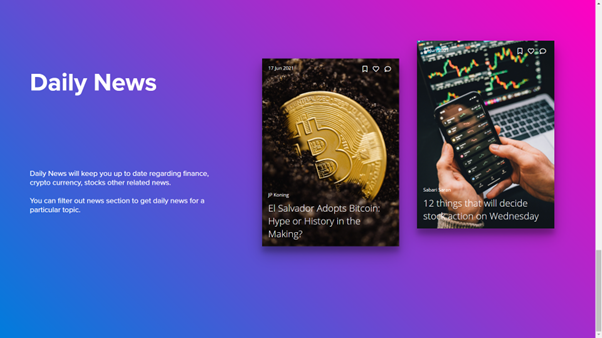 Daily News
Daily News will keep you up to date regarding finance,
crypto currency, stocks other related news.
You can filter out news section to get daily news for a
particular topic.
17 Jun 2021
JP Koning
El Salvador Adopts Bitcoin:
Hype or History in the
Making?
Sabari
12 things that will decide
stock action on Wednesday